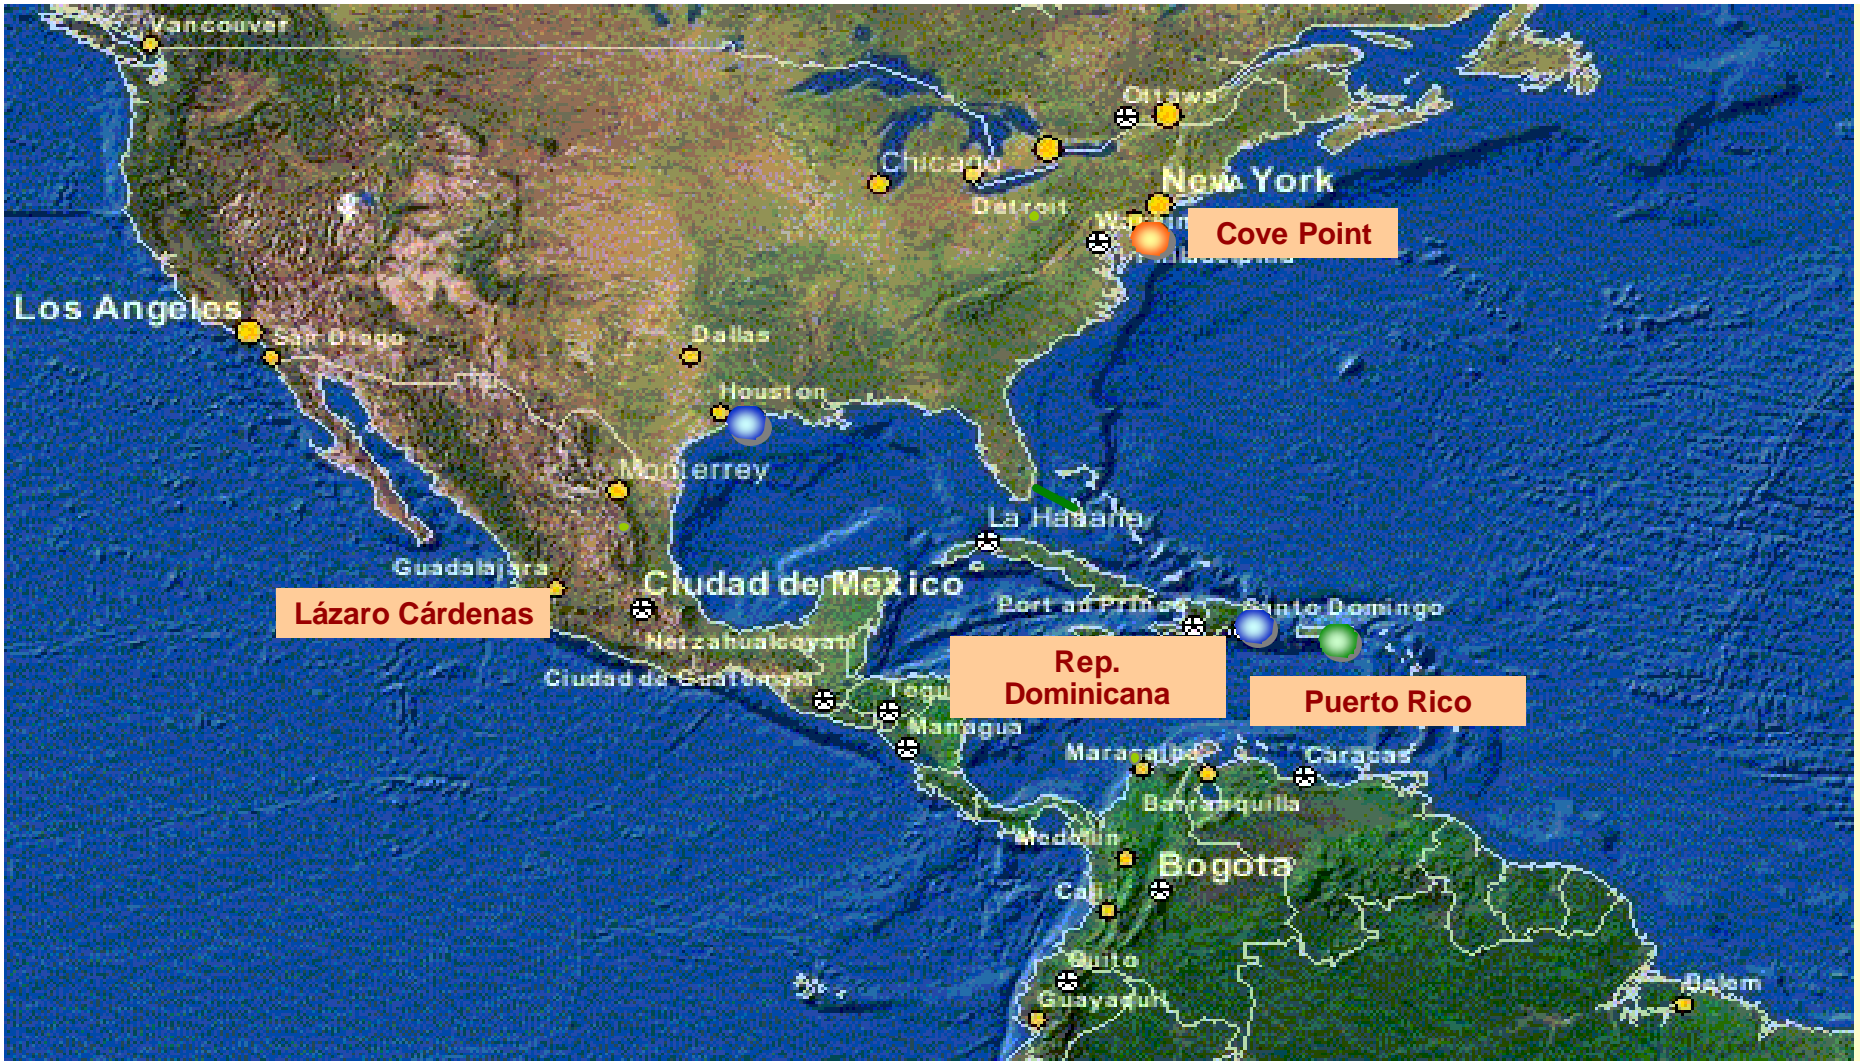 Vancouver
Ottawa
Chicago
New York
Detroit
Cove Point
Los Angeles
San Diego
Dallas
Houston
Monterrey
La Habana
Guadalajara
Ciudad de Mexico
Lázaro Cárdenas
Port au Prince
Santo Domingo
Netzahualcoyotl
Rep.
Dominicana
Ciudad de Guatemala
Puerto Rico
Managua
Maracaibo
Caracas
Barranquilla
Medellin
Bogota
Cali
Quito
Guayaquil
Belem